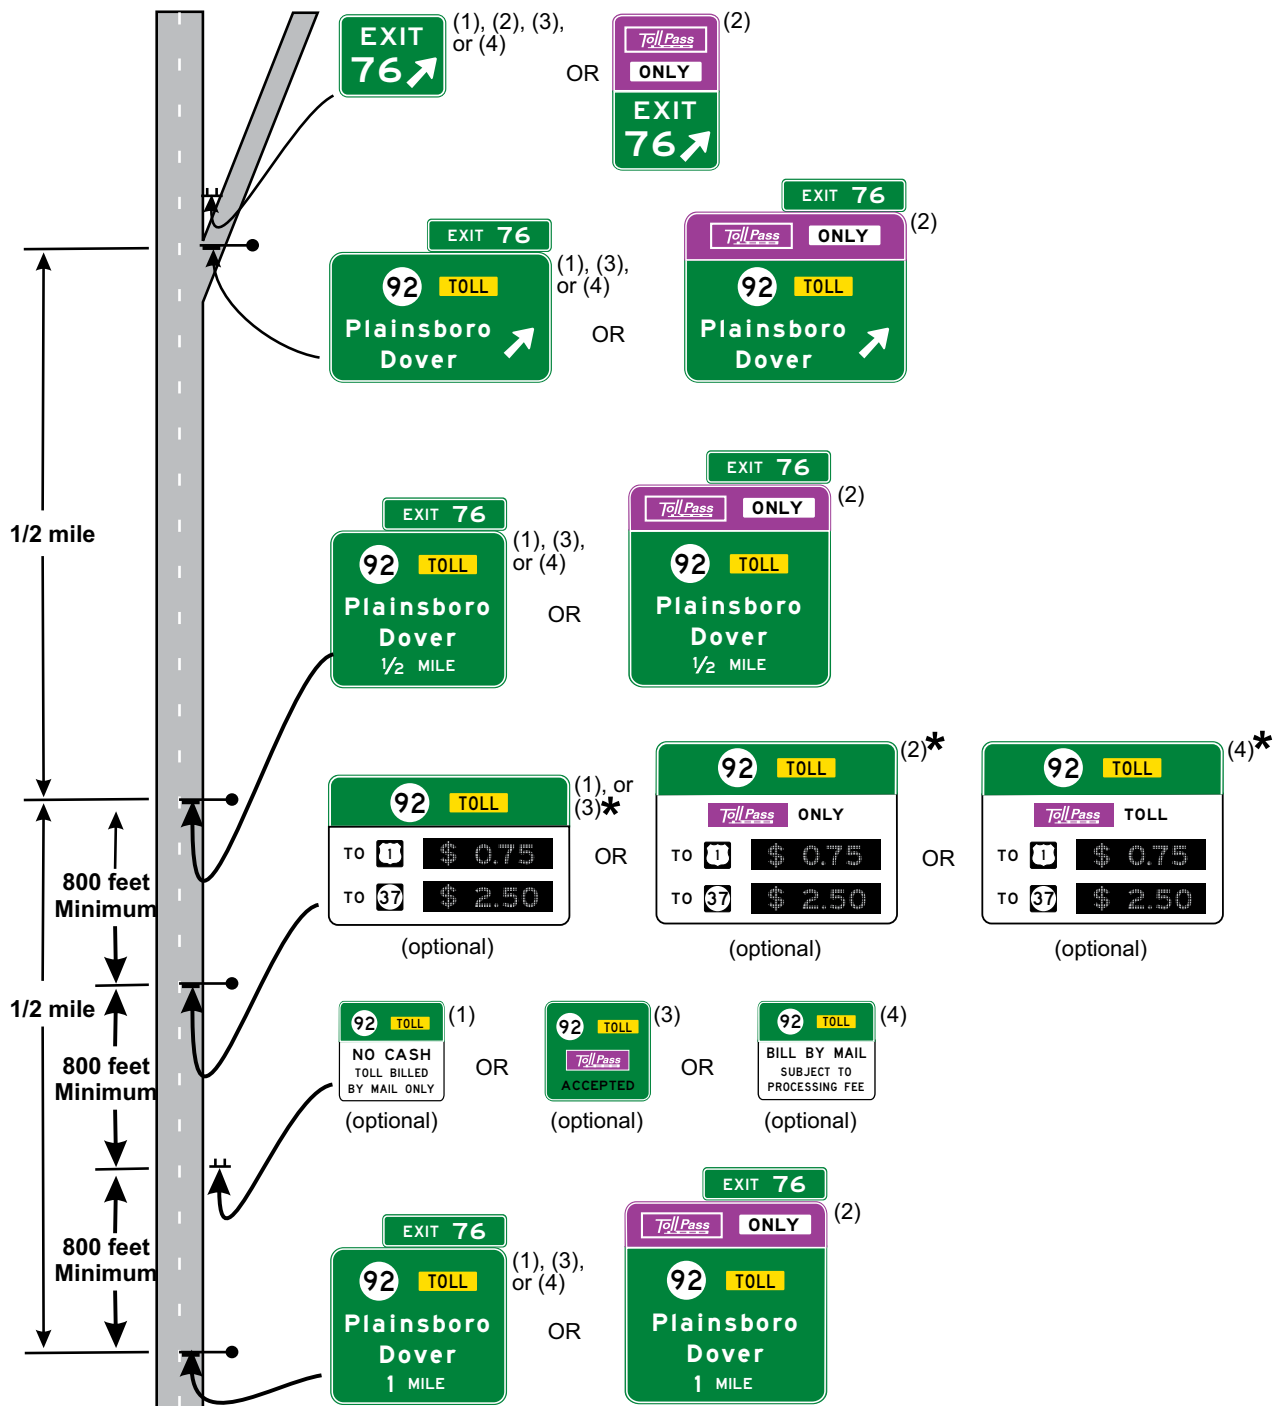 EXIT
76
(1), (2), (3),
or (4)
OR
Toll Pass
ONLY
EXIT
76
(2)
EXIT 76
92 TOLL
Plainsboro
Dover
(1), (3),
or (4)
OR
EXIT 76
Toll Pass ONLY
92 TOLL
Plainsboro
Dover
(2)
1/2 mile
EXIT 76
92 TOLL
Plainsboro
Dover
1/2 MILE
(1), (3),
or (4)
OR
EXIT 76
Toll Pass ONLY
92 TOLL
Plainsboro
Dover
1/2 MILE
(2)
92 TOLL
TO 1 $ 0.75
TO 37 $ 2.50
(1), or
(3)*
(optional)
OR
92 TOLL
Toll Pass ONLY
TO 1 $ 0.75
TO 37 $ 2.50
(2)*
(optional)
OR
92 TOLL
Toll Pass TOLL
TO 1 $ 0.75
TO 37 $ 2.50
(4)*
(optional)
800 feet
Minimum
1/2 mile
800 feet
Minimum
92 TOLL
NO CASH
TOLL BILLED
BY MAIL ONLY
(1)
(optional)
OR
92 TOLL
Toll Pass
ACCEPTED
(3)
(optional)
OR
92 TOLL
BILL BY MAIL
SUBJECT TO
PROCESSING FEE
(4)
(optional)
800 feet
Minimum
EXIT 76
92 TOLL
Plainsboro
Dover
1 MILE
(1), (3),
or (4)
OR
EXIT 76
Toll Pass ONLY
92 TOLL
Plainsboro
Dover
1 MILE
(2)